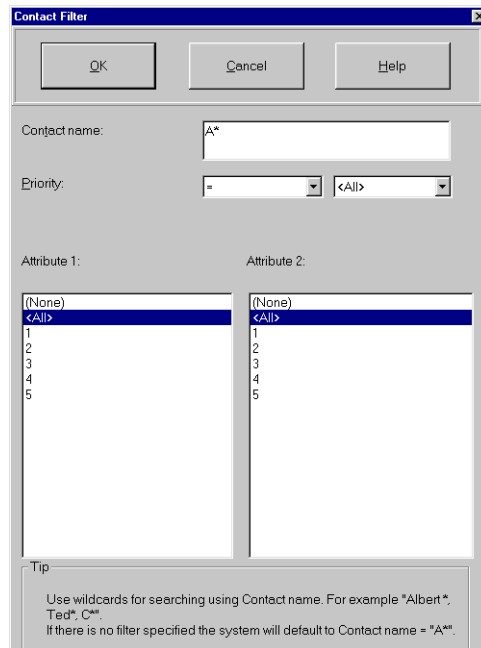 Contact Filter
OK Cancel Help
Contact name: A*
Priority: = <All>
Attribute 1: Attribute 2:
(None) (None)
<All> <All>
1 1
2 2
3 3
4 4
5 5
Tip
Use wildcards for searching using Contact name. For example "Albert *,
Ted*, C*".
If there is no filter specified the system will default to Contact name = "A*".